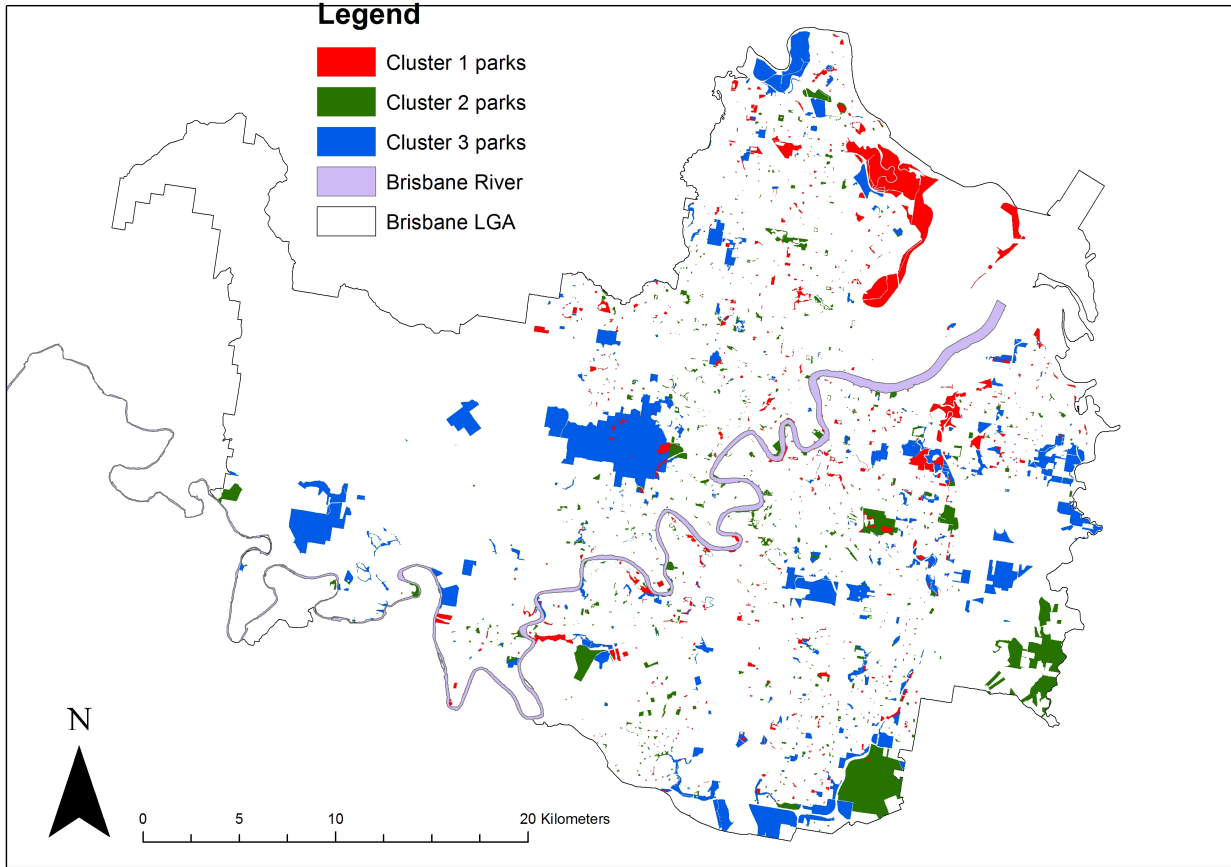 Legend
Cluster 1 parks
Cluster 2 parks
Cluster 3 parks
Brisbane River
Brisbane LGA
N
0 5 10 20 Kilometers